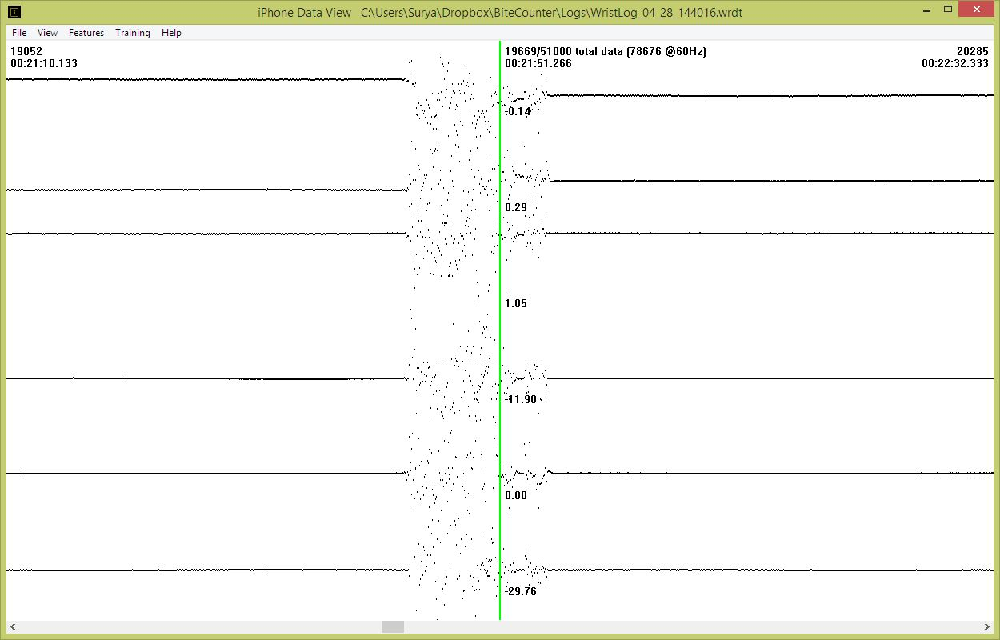 iPhone Data View C:\Users\Surya\Dropbox\BiteCounter\Logs\WristLog_04_28_144016.wrdt
File View Features Training Help
19052 19669/51000 total data (78676 @60Hz) 20285
00:21:10.133 00:21:51.266 00:22:32.333
-0.14
0.29
1.05
-11.90
0.00
-29.76